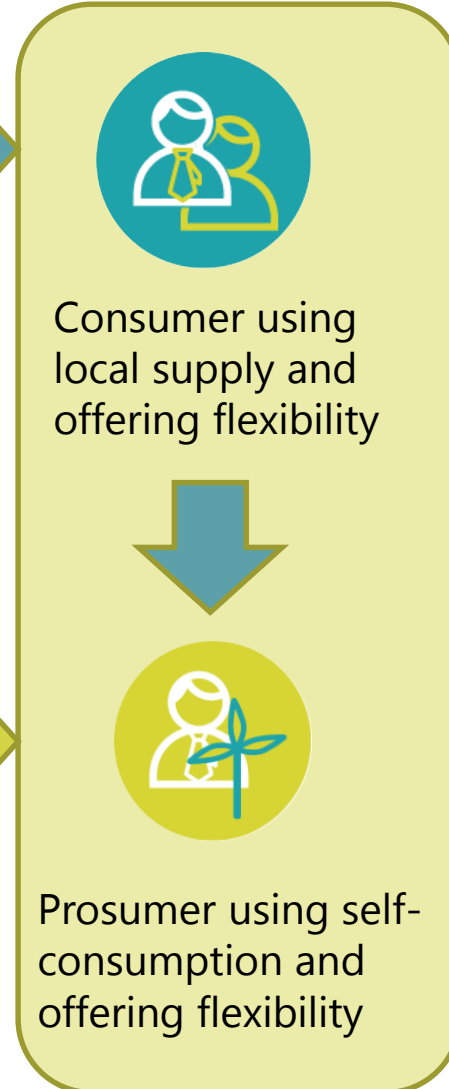 Consumer using
local supply and
offering flexibility
Prosumer using self-
consumption and
offering flexibility